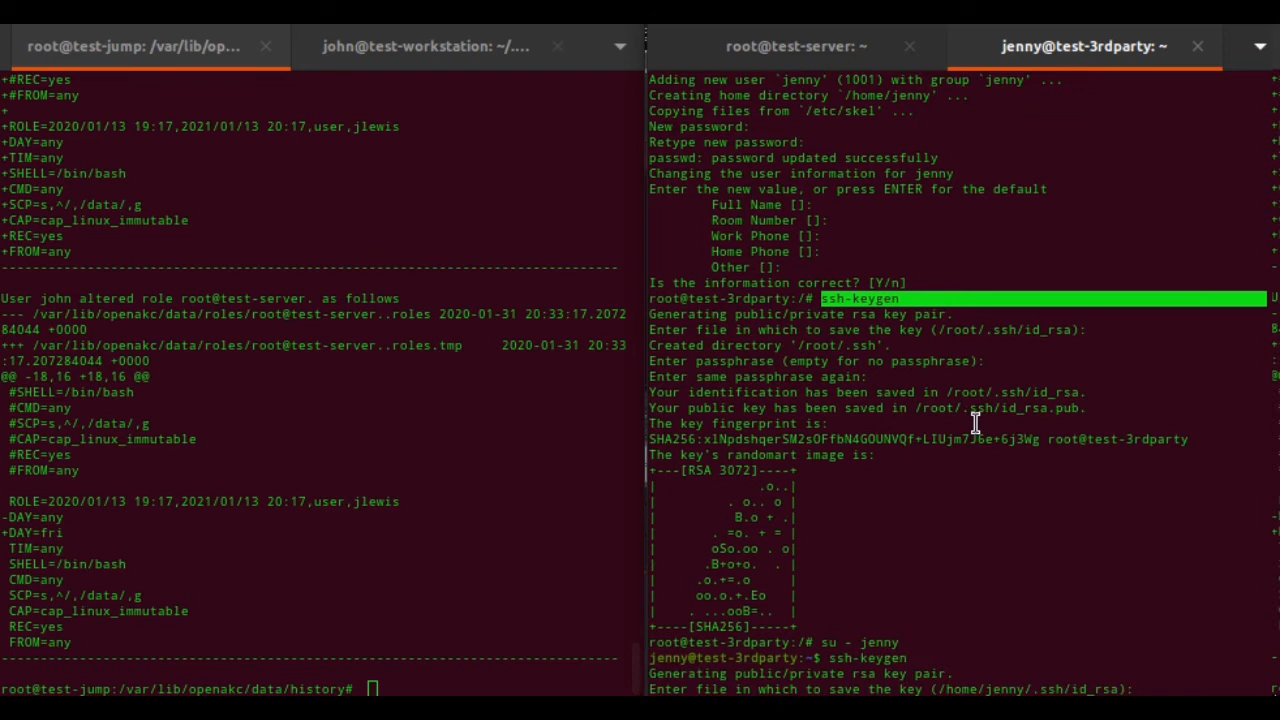 root@test-jump: /var/lib/op...
john@test-workstation: ~/....
+#REC=yes
+#FROM=any
+
+ROLE=2020/01/13 19:17,2021/01/13 20:17,user,jlewis
+DAY=any
+TIM=any
+SHELL=/bin/bash
+CMD=any
+SCP=s,^/,/data/,g
+CAP=cap_linux_immutable
+REC=yes
+FROM=any
------------------------------------------------------------------------------
User john altered role root@test-server. as follows
--- /var/lib/openakc/data/roles/root@test-server..roles 2020-01-31 20:33:17.2072
84044 +0000
+++ /var/lib/openakc/data/roles/root@test-server..roles.tmp     2020-01-31 20:33
:17.207284044 +0000
@@ -18,16 +18,16 @@
 #SHELL=/bin/bash
 #CMD=any
 #SCP=s,^/,/data/,g
 #CAP=cap_linux_immutable
 #REC=yes
 #FROM=any
 ROLE=2020/01/13 19:17,2021/01/13 20:17,user,jlewis
-DAY=any
+DAY=fri
 TIM=any
 SHELL=/bin/bash
 CMD=any
 SCP=s,^/,/data/,g
 CAP=cap_linux_immutable
 REC=yes
 FROM=any
------------------------------------------------------------------------------
root@test-jump:/var/lib/openakc/data/history#
root@test-server: ~
jenny@test-3rdparty: ~
Adding new user `jenny' (1001) with group `jenny' ...
Creating home directory `/home/jenny' ...
Copying files from `/etc/skel' ...
New password:
Retype new password:
passwd: password updated successfully
Changing the user information for jenny
Enter the new value, or press ENTER for the default
        Full Name []:
        Room Number []:
        Work Phone []:
        Home Phone []:
        Other []:
Is the information correct? [Y/n]
root@test-3rdparty:/# ssh-keygen
Generating public/private rsa key pair.
Enter file in which to save the key (/root/.ssh/id_rsa):
Created directory '/root/.ssh'.
Enter passphrase (empty for no passphrase):
Enter same passphrase again:
Your identification has been saved in /root/.ssh/id_rsa.
Your public key has been saved in /root/.ssh/id_rsa.pub.
The key fingerprint is:
SHA256:xlNpdshqerSM2sOFfbN4GOUNVQf+LIUjm7J6e+6j3Wg root@test-3rdparty
The key's randomart image is:
+---[RSA 3072]----+
|             .o..|
|         . o.. o |
|          B.o + .|
|       . =o. + = |
|       oSo.oo . o|
|      .B+o+o.  . |
|     .o.+=.o     |
|     oo.o.+.Eo   |
|    . ...ooB=..  |
+----[SHA256]-----+
root@test-3rdparty:/# su - jenny
jenny@test-3rdparty:~$ ssh-keygen
Generating public/private rsa key pair.
Enter file in which to save the key (/home/jenny/.ssh/id_rsa):